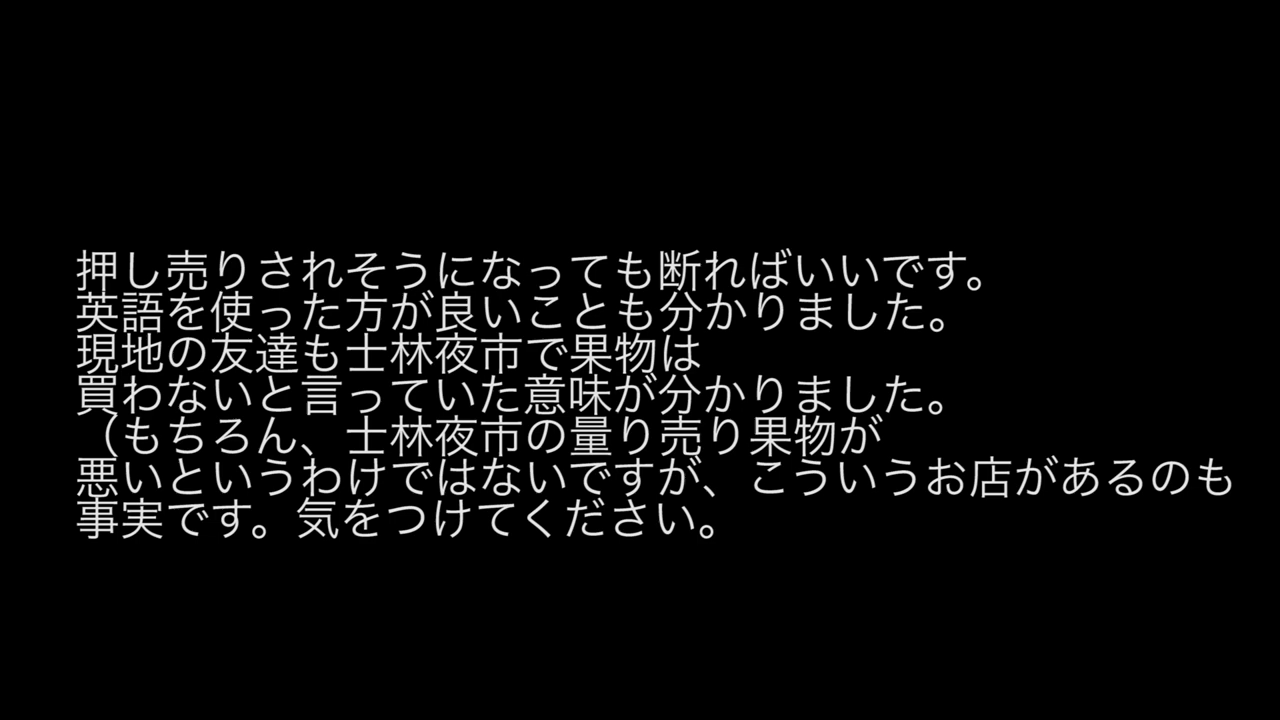 押し売りされそうになっても断ればいいです。
英語を使った方が良いことも分かりました。
現地の友達も士林夜市で果物は
買わないと言っていた意味が分かりました。
（もちろん、士林夜市の量り売り果物が
悪いというわけではないですが、こういうお店があるのも
事実です。気をつけてください。